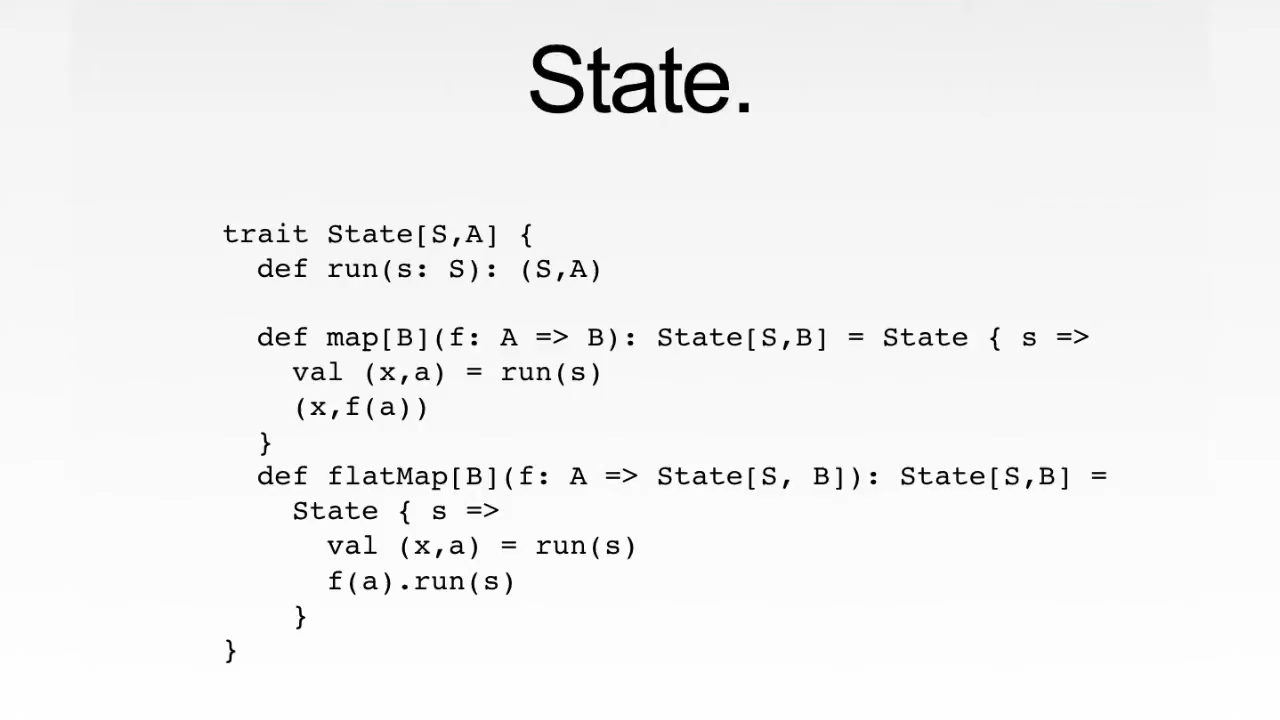 State.
trait State[S,A] {
  def run(s: S): (S,A)
  def map[B](f: A => B): State[S,B] = State { s =>
    val (x,a) = run(s)
    (x,f(a))
  }
  def flatMap[B](f: A => State[S, B]): State[S,B] =
    State { s =>
      val (x,a) = run(s)
      f(a).run(s)
    }
}